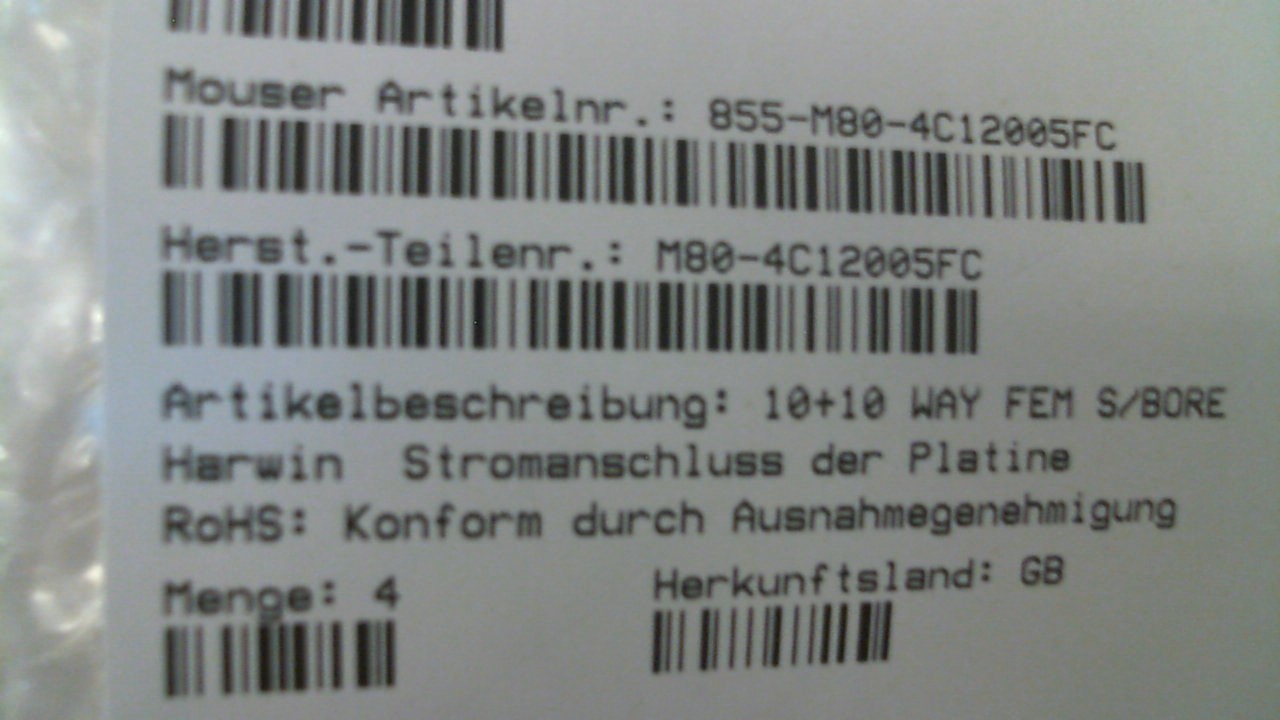 Mouser Artikelnr.: 855-M80-4C12005FC
Herst.-Teilenr.: M80-4C12005FC
Artikelbeschreibung: 10+10 WAY FEM S/BORE
Harwin Stromanschluss der Platine
RoHS: Konform durch Ausnahmegenehmigung
Menge: 4 Herkunftsland: GB